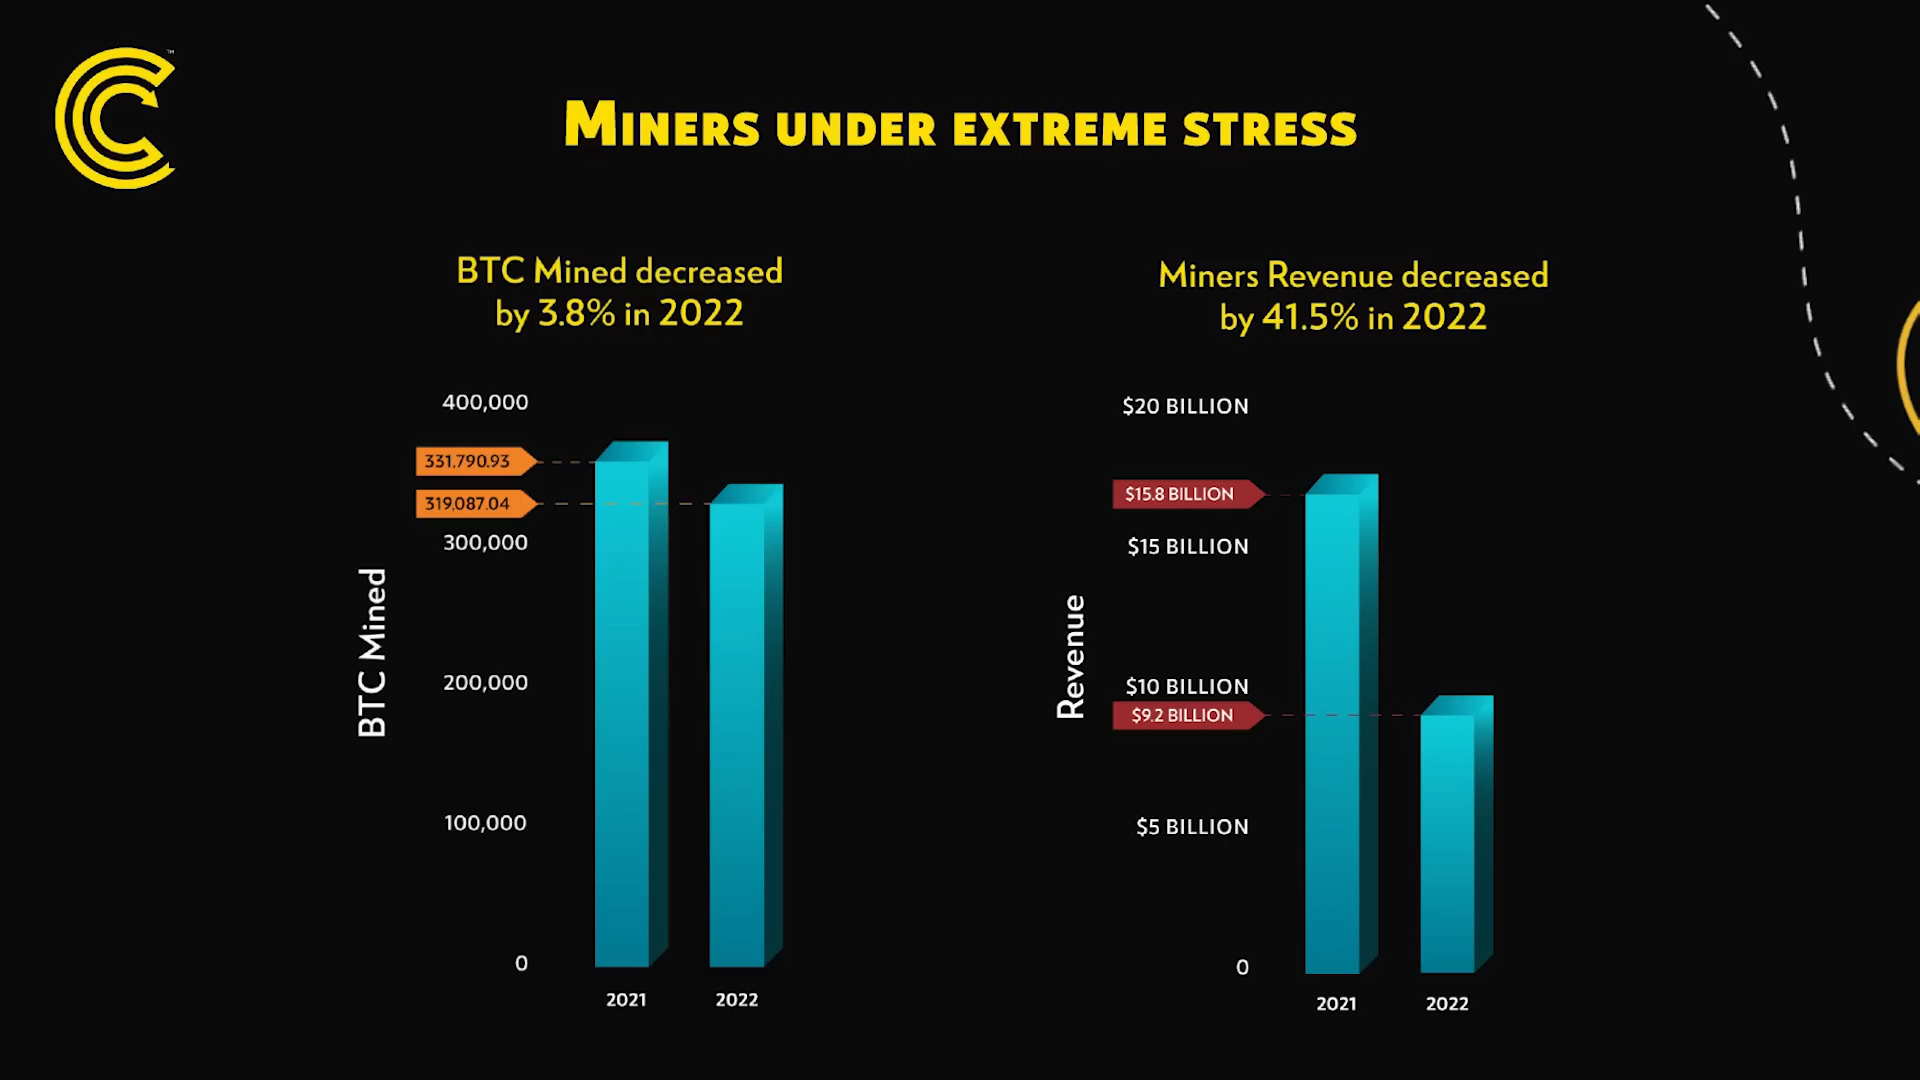 ™
MINERS UNDER EXTREME STRESS
BTC Mined decreased
by 3.8% in 2022
400,000
331.790.93
319,087.04
300,000
200,000
100,000
0
BTC Mined
2021 2022
Miners Revenue decreased
by 41.5% in 2022
$20 BILLION
$15.8 BILLION
$15 BILLION
$10 BILLION
$9.2 BILLION
$5 BILLION
0
Revenue
2021 2022